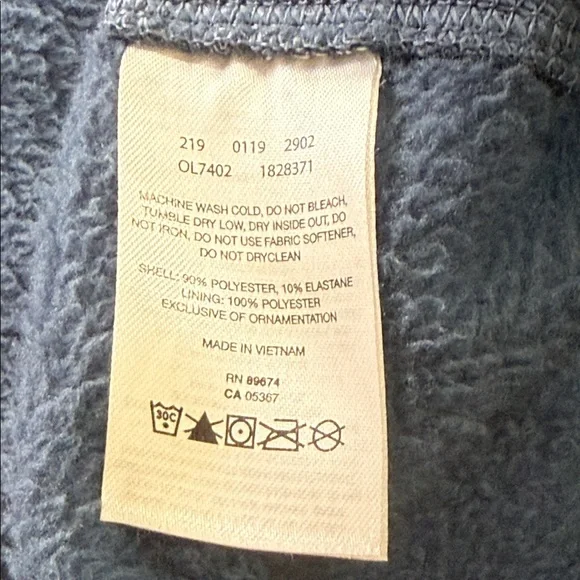 219 0119 2902
OL7402 1828371
MACHINE WASH COLD, DO NOT BLEACH,
TUMBLE DRY LOW, DRY INSIDE OUT, DO
NOT IRON, DO NOT USE FABRIC SOFTENER,
DO NOT DRYCLEAN
SHELL: 90% POLYESTER, 10% ELASTANE
LINING: 100% POLYESTER
EXCLUSIVE OF ORNAMENTATION
MADE IN VIETNAM
RN 89674
CA 05367
30C